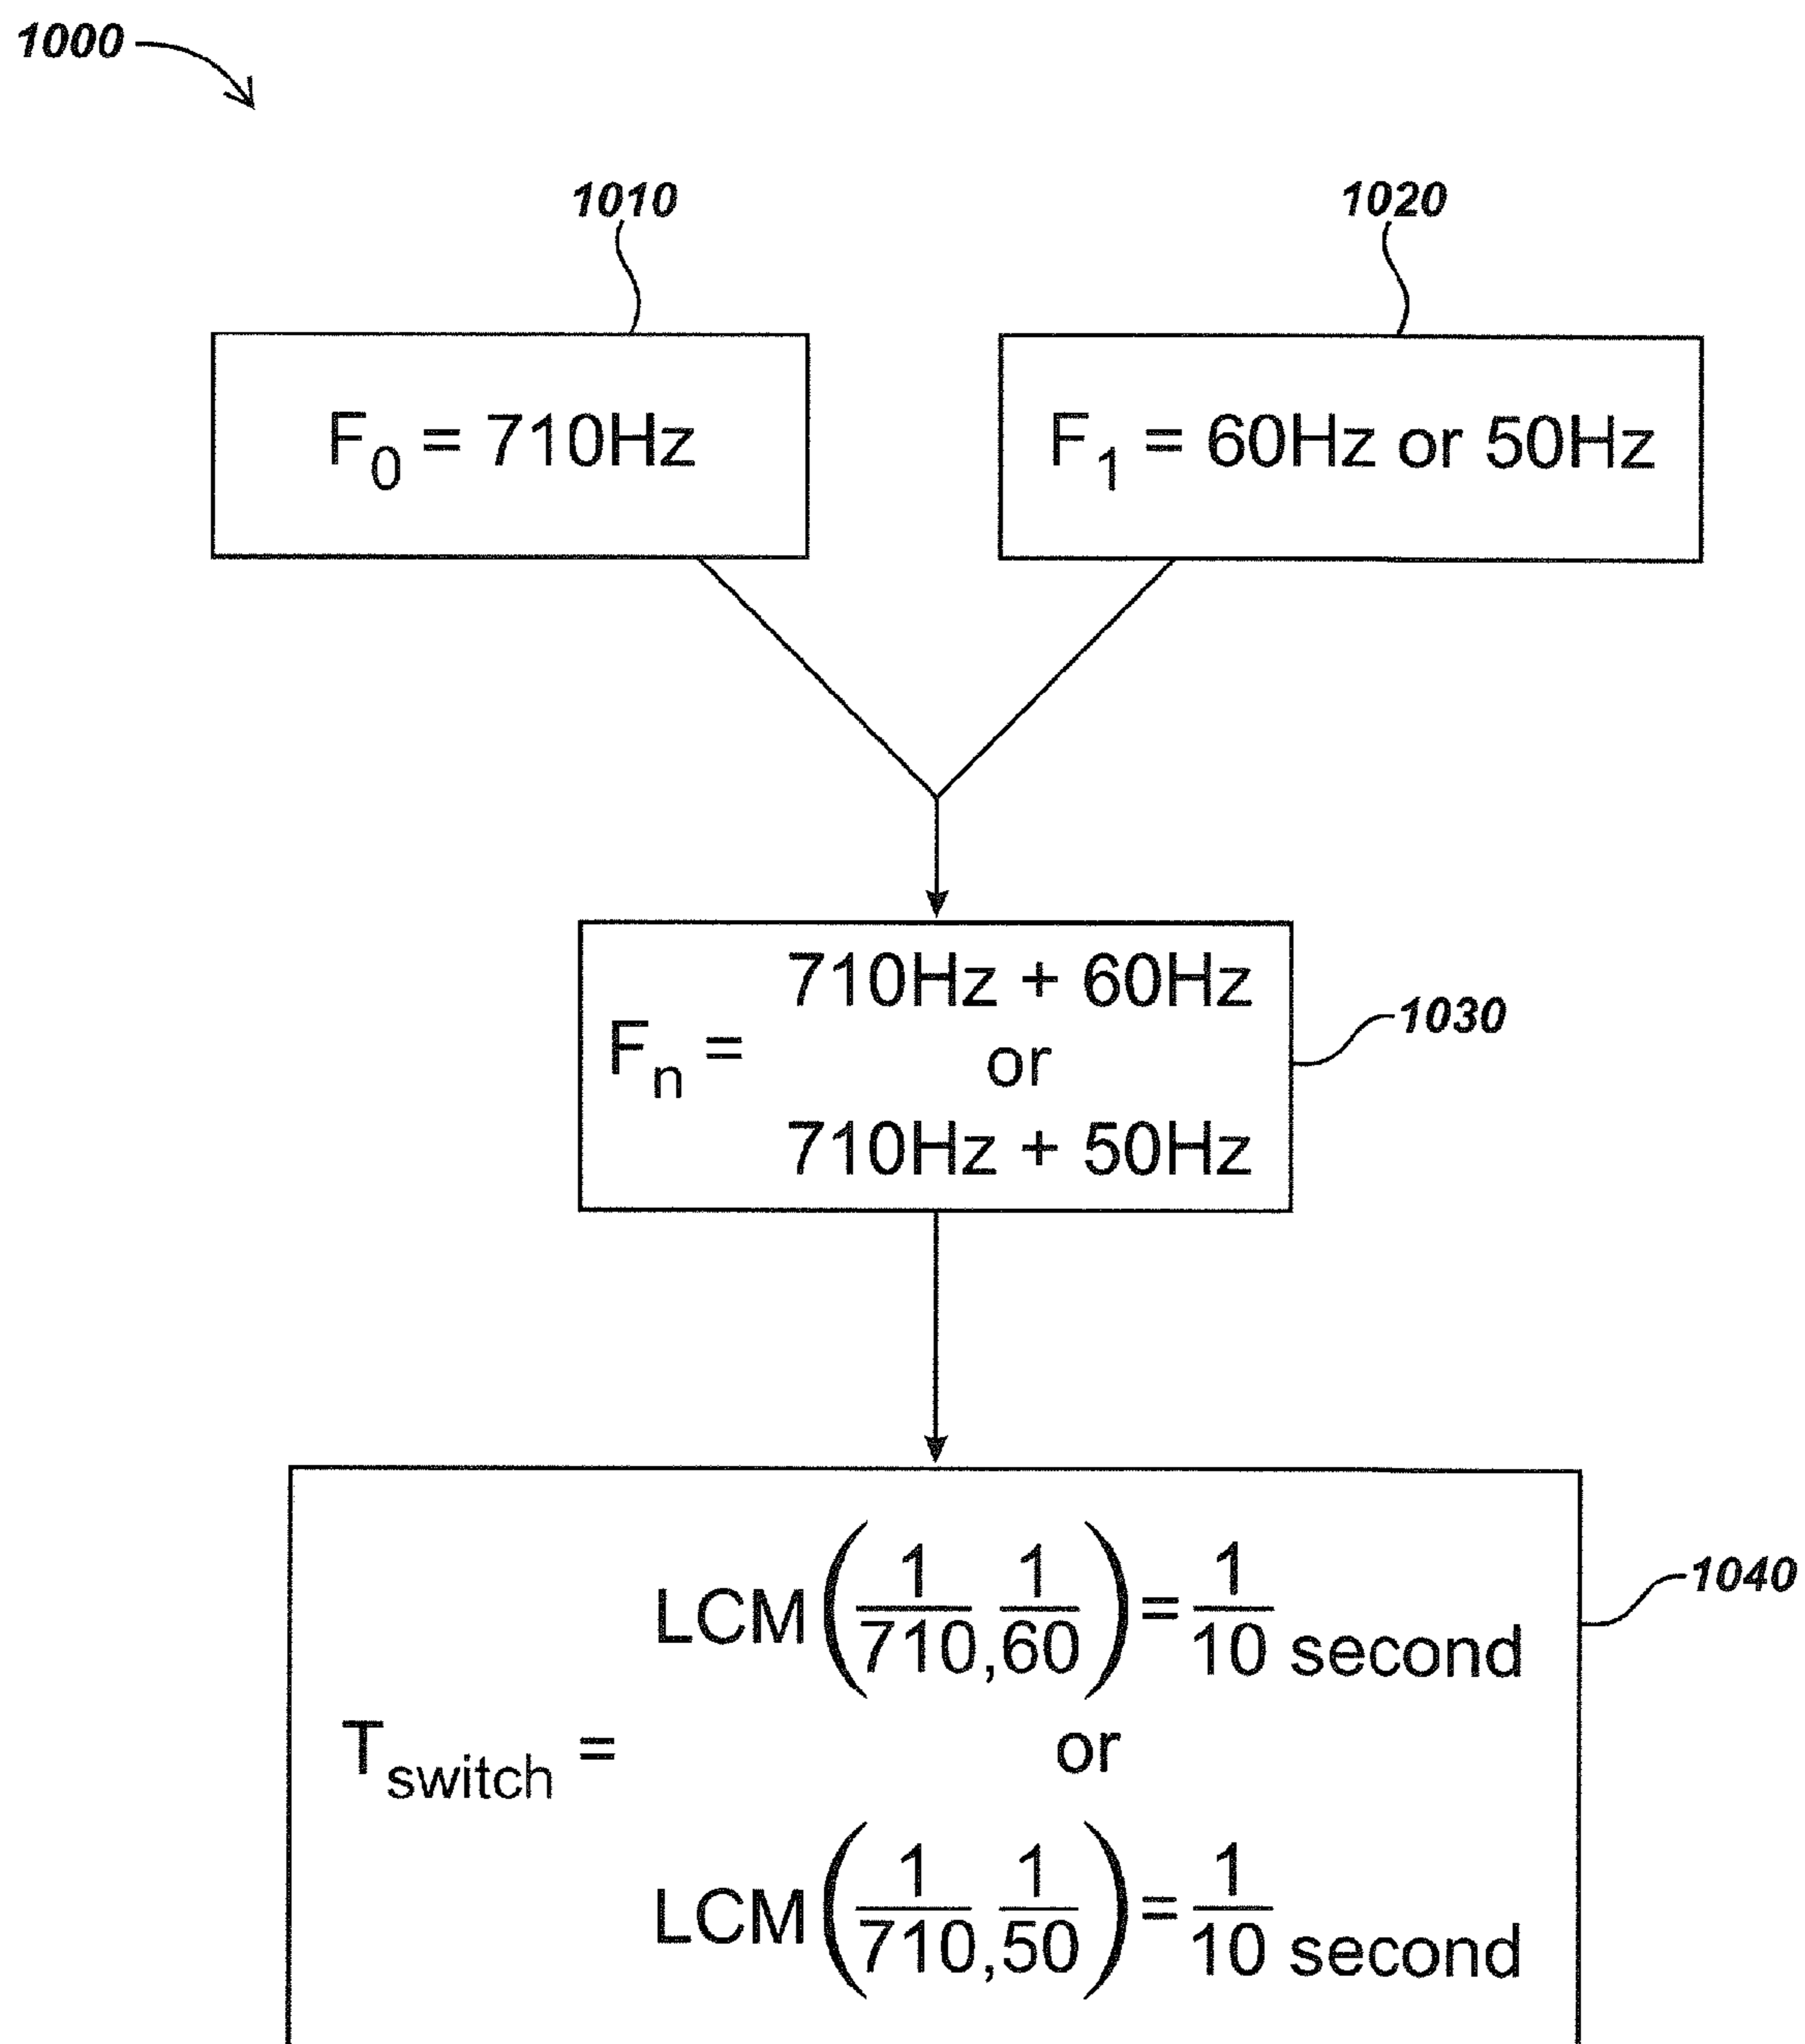 1000
1010
1020
F₀ = 710Hz
F₁ = 60Hz or 50Hz
710Hz + 60Hz
Fₙ = or
710Hz + 50Hz
1030
LCM(1/710, 1/60) = 1/10 second
1040
T_switch = or
LCM(1/710, 1/50) = 1/10 second